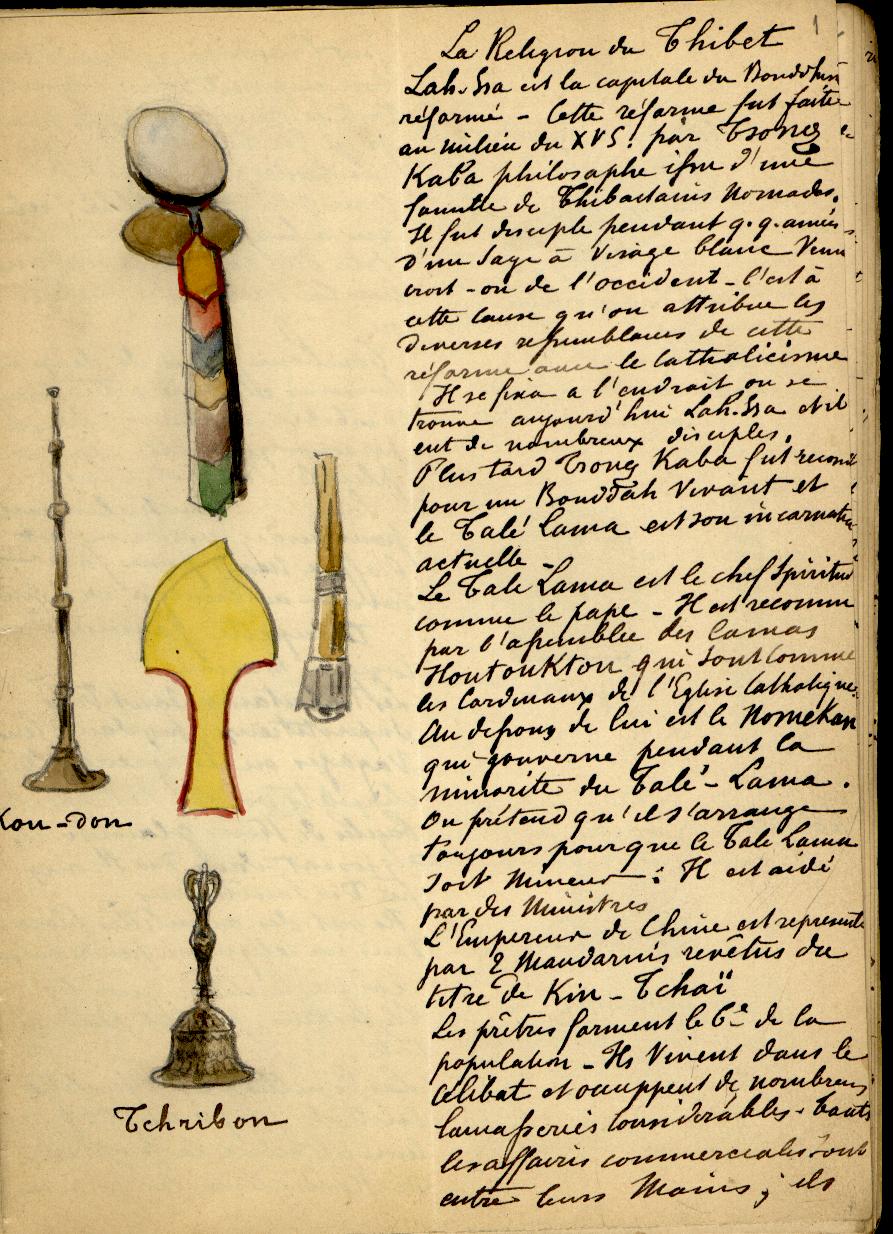 1
La Religion du Thibet
Lah-Ssa est la capitale du Bouddhism
réformé - Cette réforme fut faite
au milieu du XVS. par Tsong
Kaba philosophe issu d'une
famille de Thibaetains Nomades.
Il fut disciple pendant q.q. années
d'un sage à Visage blanc Venu
croit-on de l'occident - C'est à
cette cause qu'on attribue les
diverses ressemblances de cette
réforme avec le Catholicisme
Il se fixa a l'endroit ou se
trouve aujourd'hui Lah-Ssa et il
eut de nombreux disciples.
Plus tard Tsong Kaba fut reconnu
pour un Bouddah Vivant et
le Talé Lama est son incarnation
actuelle -
Le Tale Lama est le chef Spirituel
comme le pape - Il est reconnu
par l'assemblée des Lamas
Houtouktou qui sont comme
les Cardinaux de l'Eglise Catholique.
Au dessous de lui est le Nomekan
qui gouverne pendant la
minorité du Talé-Lama.
On prétend qu'il s'arrange
toujours pour que le Tale Lama
soit Mineur : Il est aidé
par des Ministres
L'Empereur de Chine est représenté
par 2 Mandarins revêtus du
titre de Kin-Tchaï
Les prêtres forment le 6e de la
population - Ils Vivent dans le
Célibat et occuppent de nombreuses
lamasseries considérables. Toutes
les affaires commerciales sont
entre leurs Mains ; ils
Kou-don
Tchribon